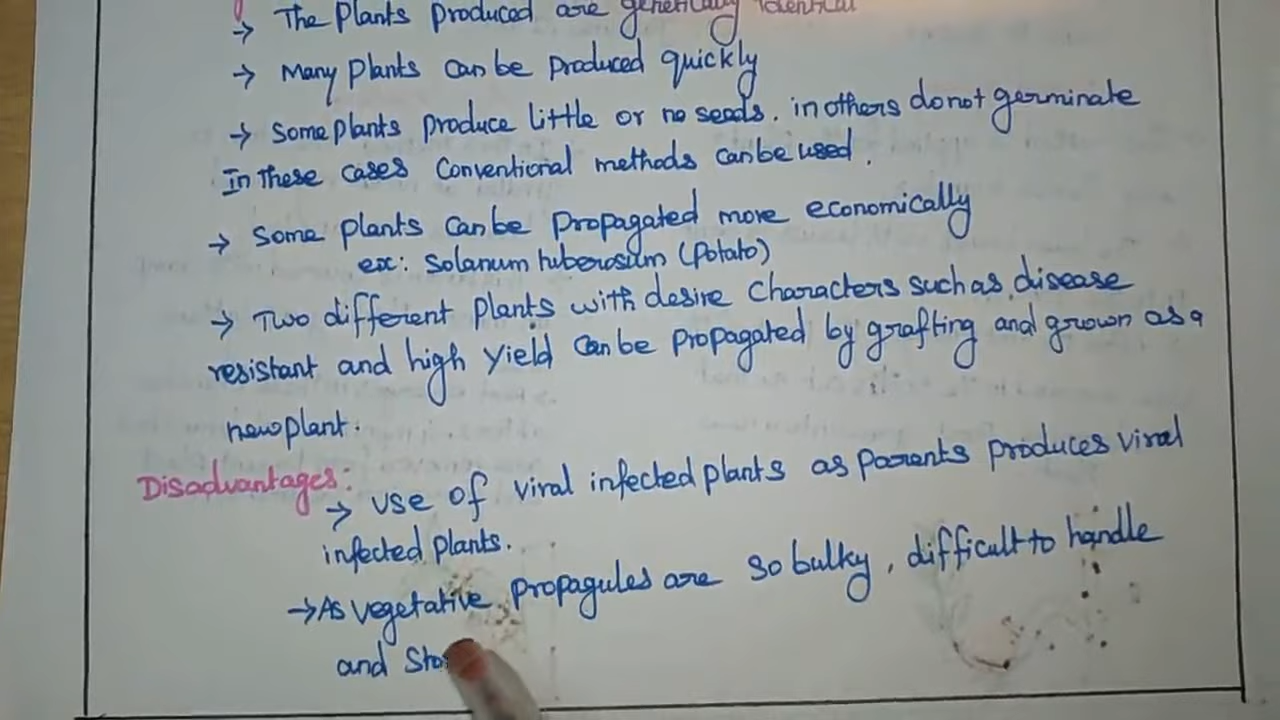 → The plants produced are genetically identical
→ Many plants can be produced quickly
→ Some plants produce little or no seeds. in others do not germinate
In these cases conventional methods can be used.
→ Some plants can be propagated more economically
ex: Solanum tuberosum (Potato)
→ Two different plants with desire characters such as disease
resistant and high yield can be propagated by grafting and grown as a
new plant.
Disadvantages:
→ use of viral infected plants as parents produces viral
infected plants.
→ As vegetative propagules are so bulky, difficult to handle
and